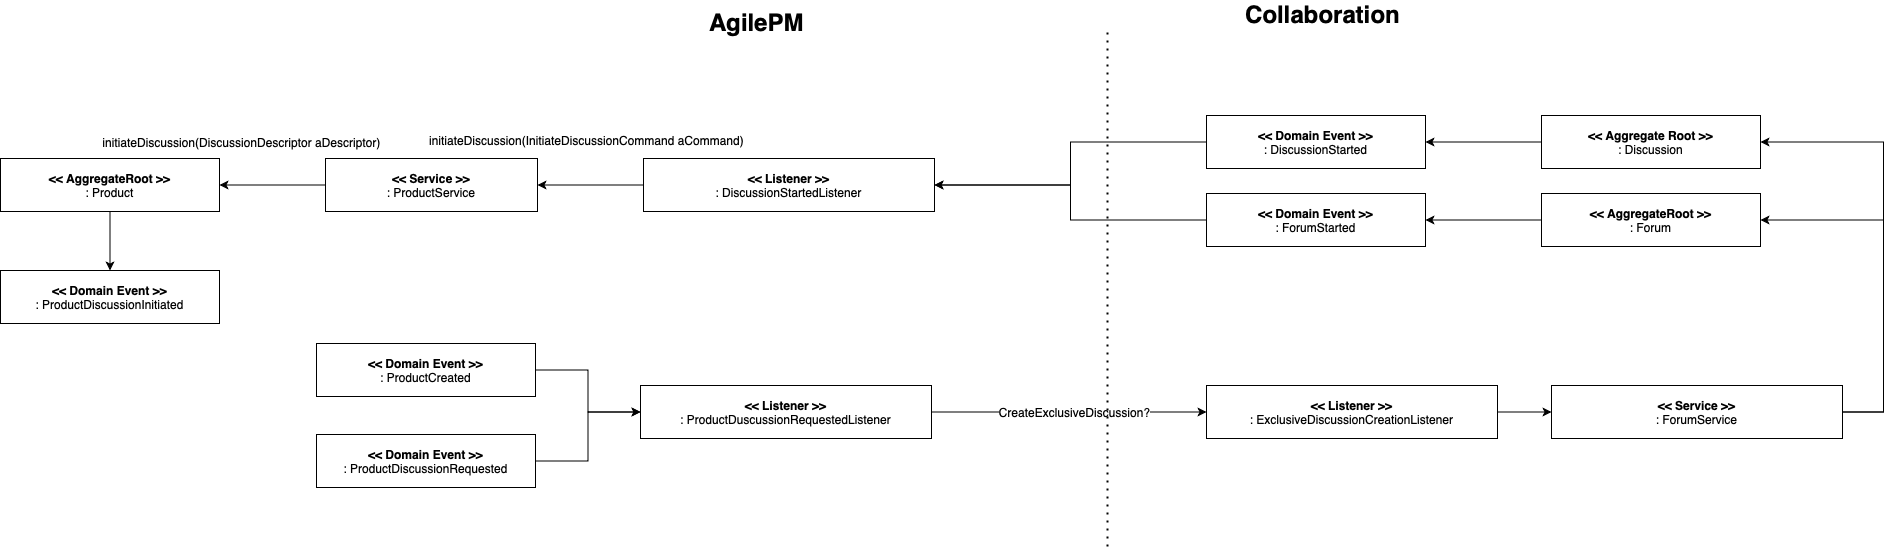 AgilePM
Collaboration
initiateDiscussion(DiscussionDescriptor aDescriptor)
initiateDiscussion(InitiateDiscussionCommand aCommand)
<< AggregateRoot >>
: Product
<< Service >>
: ProductService
<< Listener >>
: DiscussionStartedListener
<< Domain Event >>
: DiscussionStarted
<< Aggregate Root >>
: Discussion
<< Domain Event >>
: ForumStarted
<< AggregateRoot >>
: Forum
<< Domain Event >>
: ProductDiscussionInitiated
<< Domain Event >>
: ProductCreated
<< Domain Event >>
: ProductDiscussionRequested
<< Listener >>
: ProductDuscussionRequestedListener
CreateExclusiveDiscussion?
<< Listener >>
: ExclusiveDiscussionCreationListener
<< Service >>
: ForumService